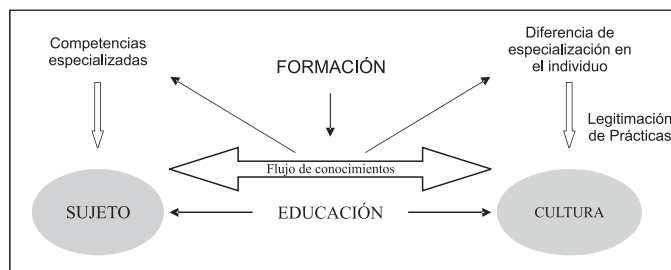 Competencias
especializadas
FORMACIÓN
Diferencia de
especialización en
el individuo
Legitimación
de Prácticas
Flujo de conocimientos
SUJETO
EDUCACIÓN
CULTURA